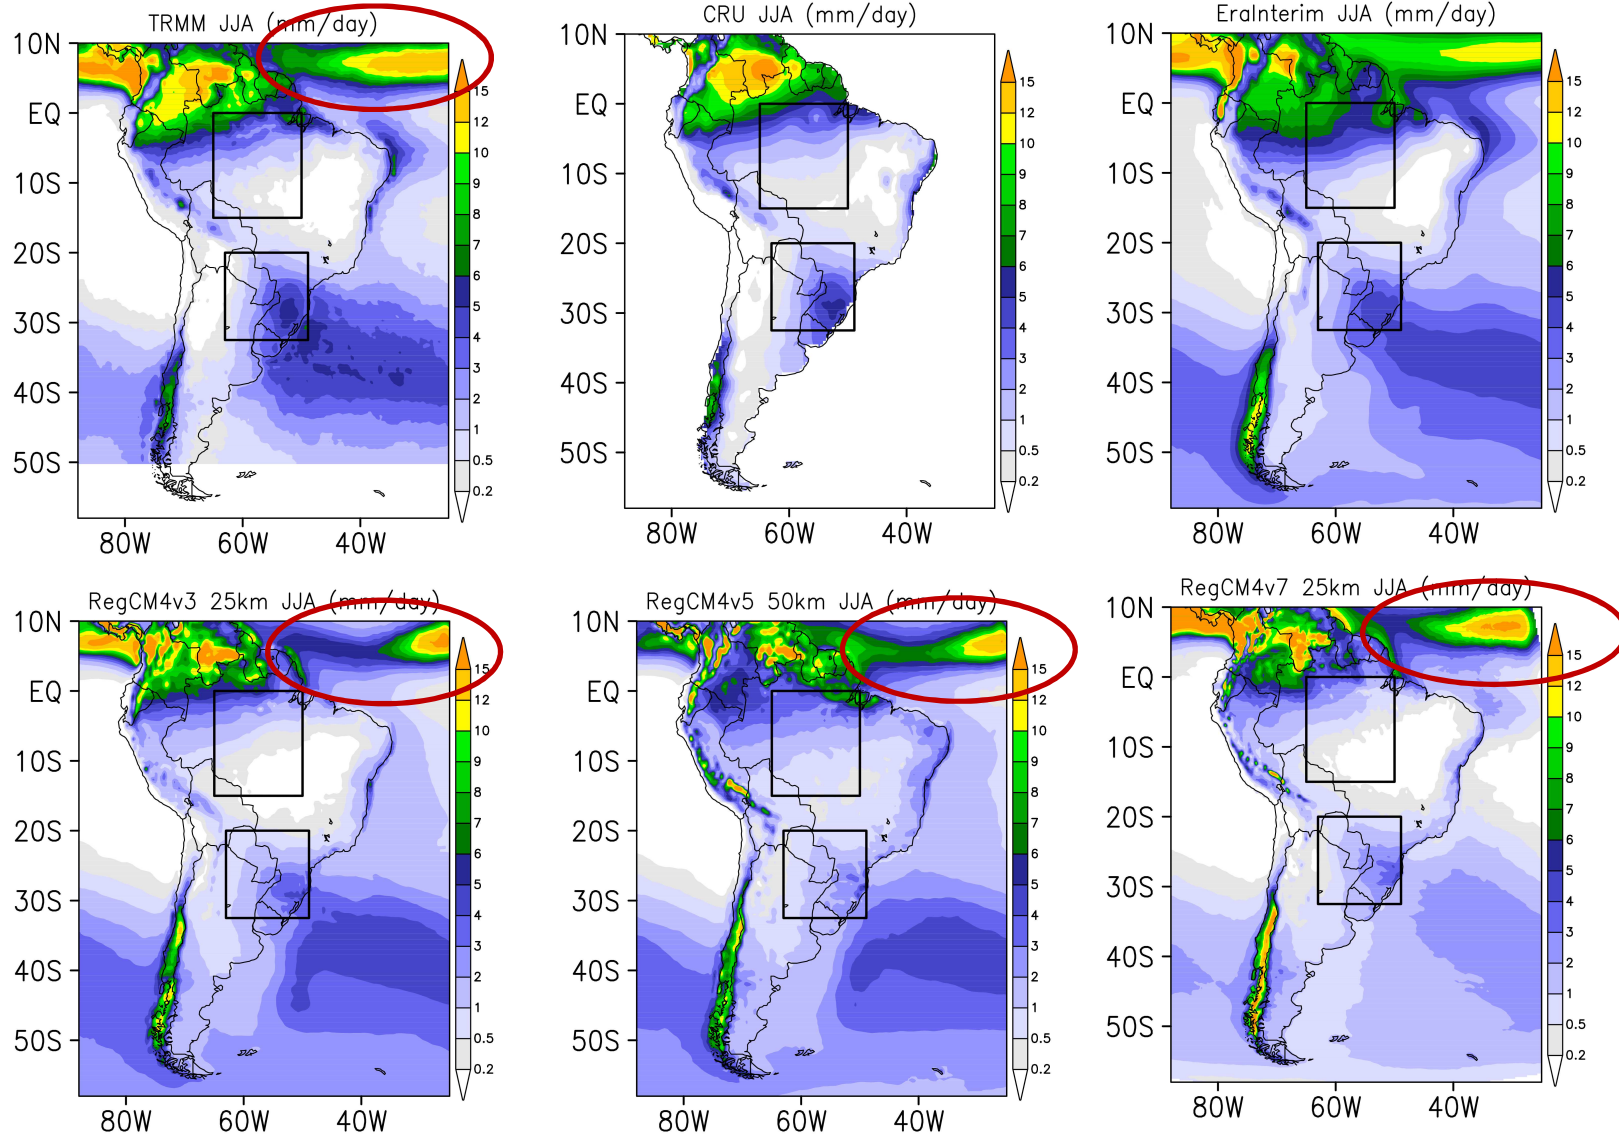 TRMM JJA (mm/day)
10N
EQ
10S
20S
30S
40S
50S
80W 60W 40W
15
12
10
9
8
7
6
5
4
3
2
1
0.5
0.2
CRU JJA (mm/day)
10N
EQ
10S
20S
30S
40S
50S
80W 60W 40W
15
12
10
9
8
7
6
5
4
3
2
1
0.5
0.2
EraInterim JJA (mm/day)
10N
EQ
10S
20S
30S
40S
50S
80W 60W 40W
15
12
10
9
8
7
6
5
4
3
2
1
0.5
0.2
RegCM4v3 25km JJA (mm/day)
10N
EQ
10S
20S
30S
40S
50S
80W 60W 40W
15
12
10
9
8
7
6
5
4
3
2
1
0.5
0.2
RegCM4v5 50km JJA (mm/day)
10N
EQ
10S
20S
30S
40S
50S
80W 60W 40W
15
12
10
9
8
7
6
5
4
3
2
1
0.5
0.2
RegCM4v7 25km JJA (mm/day)
10N
EQ
10S
20S
30S
40S
50S
80W 60W 40W
15
12
10
9
8
7
6
5
4
3
2
1
0.5
0.2